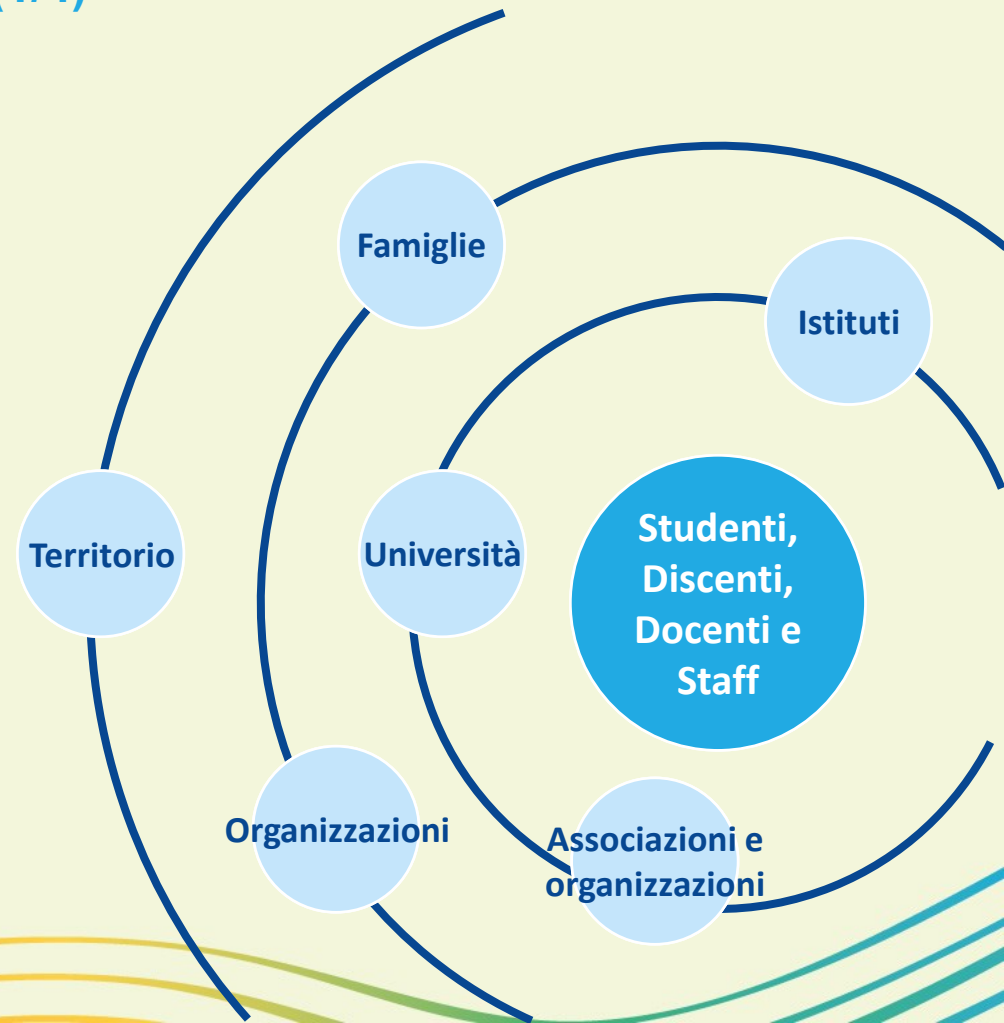 Famiglie
Istituti
Territorio
Università
Studenti,
Discenti,
Docenti e
Staff
Organizzazioni
Associazioni e
organizzazioni